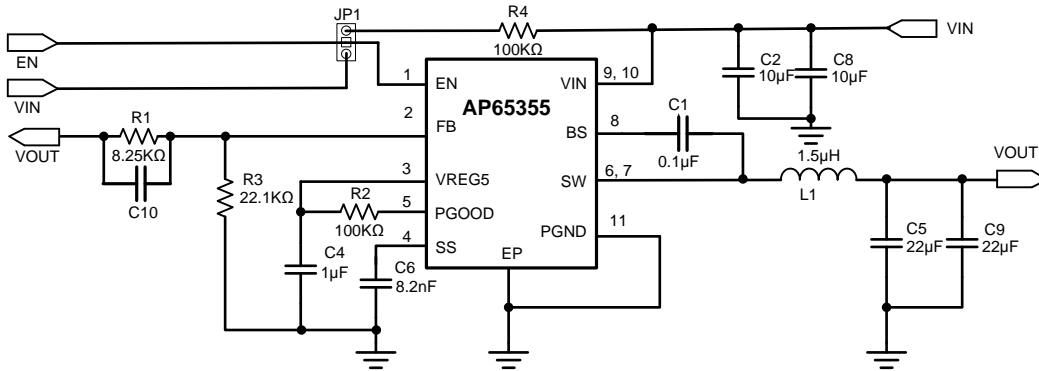 JP1
R4
100KΩ
VIN
EN
VIN
1
EN
9, 10
VIN
C2
10µF
C8
10µF
AP65355
R1
8.25KΩ
VOUT
C10
2
FB
8
BS
C1
0.1µF
R3
22.1KΩ
3
VREG5
6, 7
SW
1.5µH
L1
VOUT
R2
100KΩ
5
PGOOD
4
SS
11
PGND
EP
C4
1µF
C6
8.2nF
C5
22µF
C9
22µF